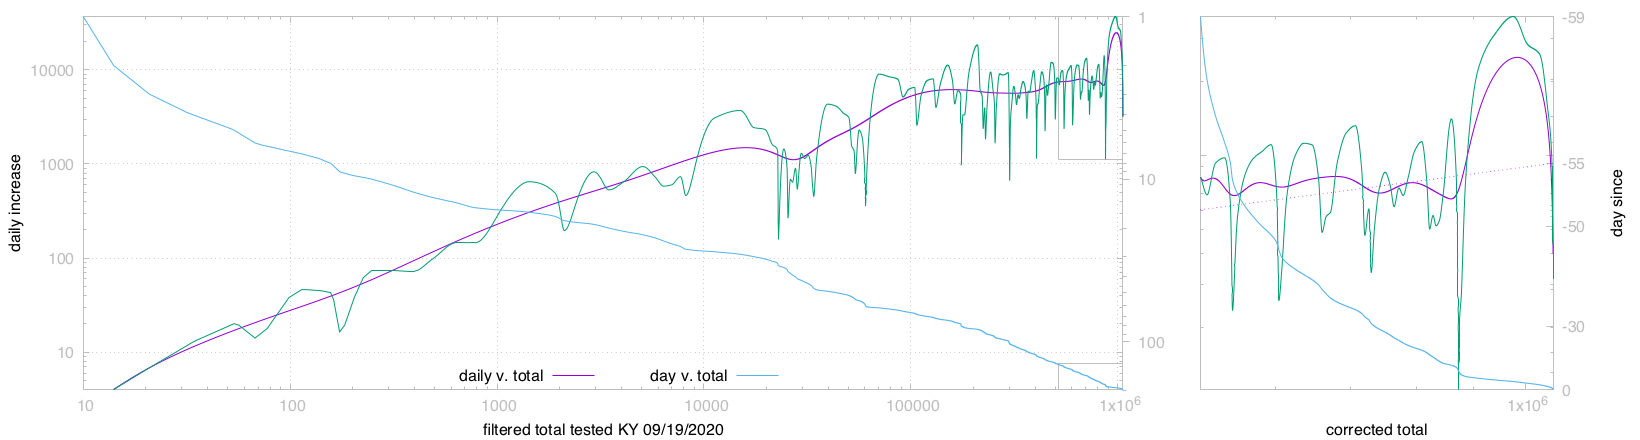 10000
1000
100
10
daily increase
10
100
1000
10000
100000
1x10^6
filtered total tested KY 09/19/2020
daily v. total
day v. total
1
10
100
-59
-55
-50
-30
0
day since
1x10^6
corrected total